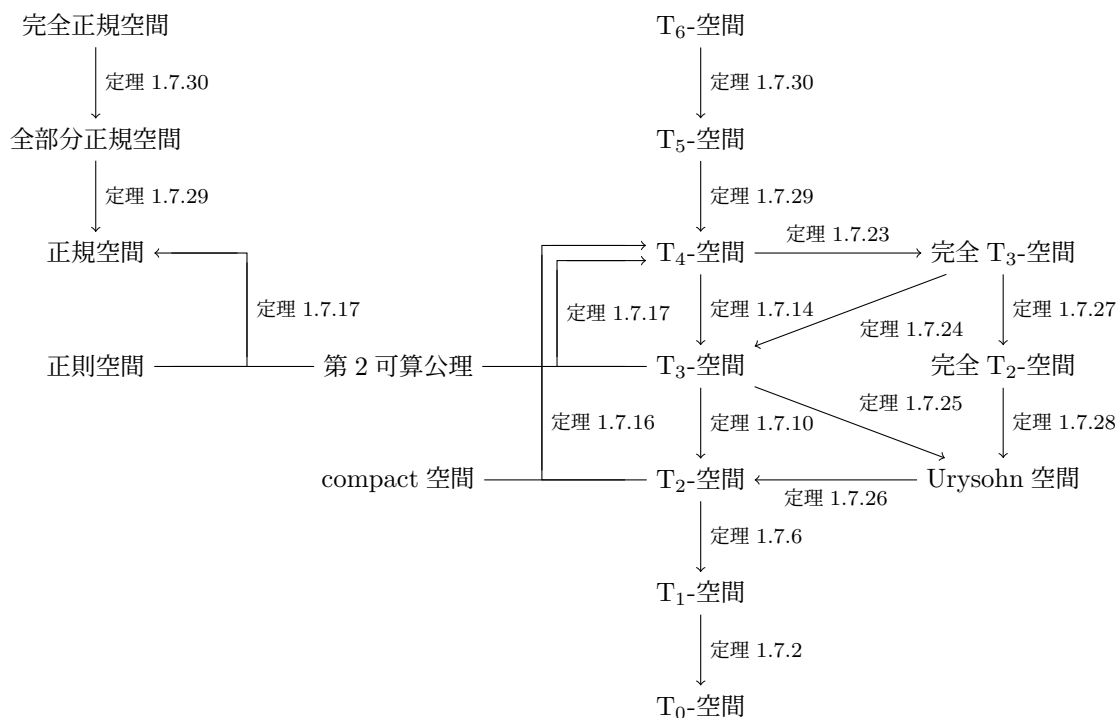 完全正規空間 T₆-空間
定理 1.7.30 定理 1.7.30
全部分正規空間 T₅-空間
定理 1.7.29 定理 1.7.29
正規空間 T₄-空間 定理 1.7.23 完全 T₃-空間
定理 1.7.17 定理 1.7.17 定理 1.7.14 定理 1.7.24 定理 1.7.27
正則空間 第 2 可算公理 T₃-空間 完全 T₂-空間
定理 1.7.16 定理 1.7.10 定理 1.7.25 定理 1.7.28
compact 空間 T₂-空間 定理 1.7.26 Urysohn 空間
定理 1.7.6
T₁-空間
定理 1.7.2
T₀-空間